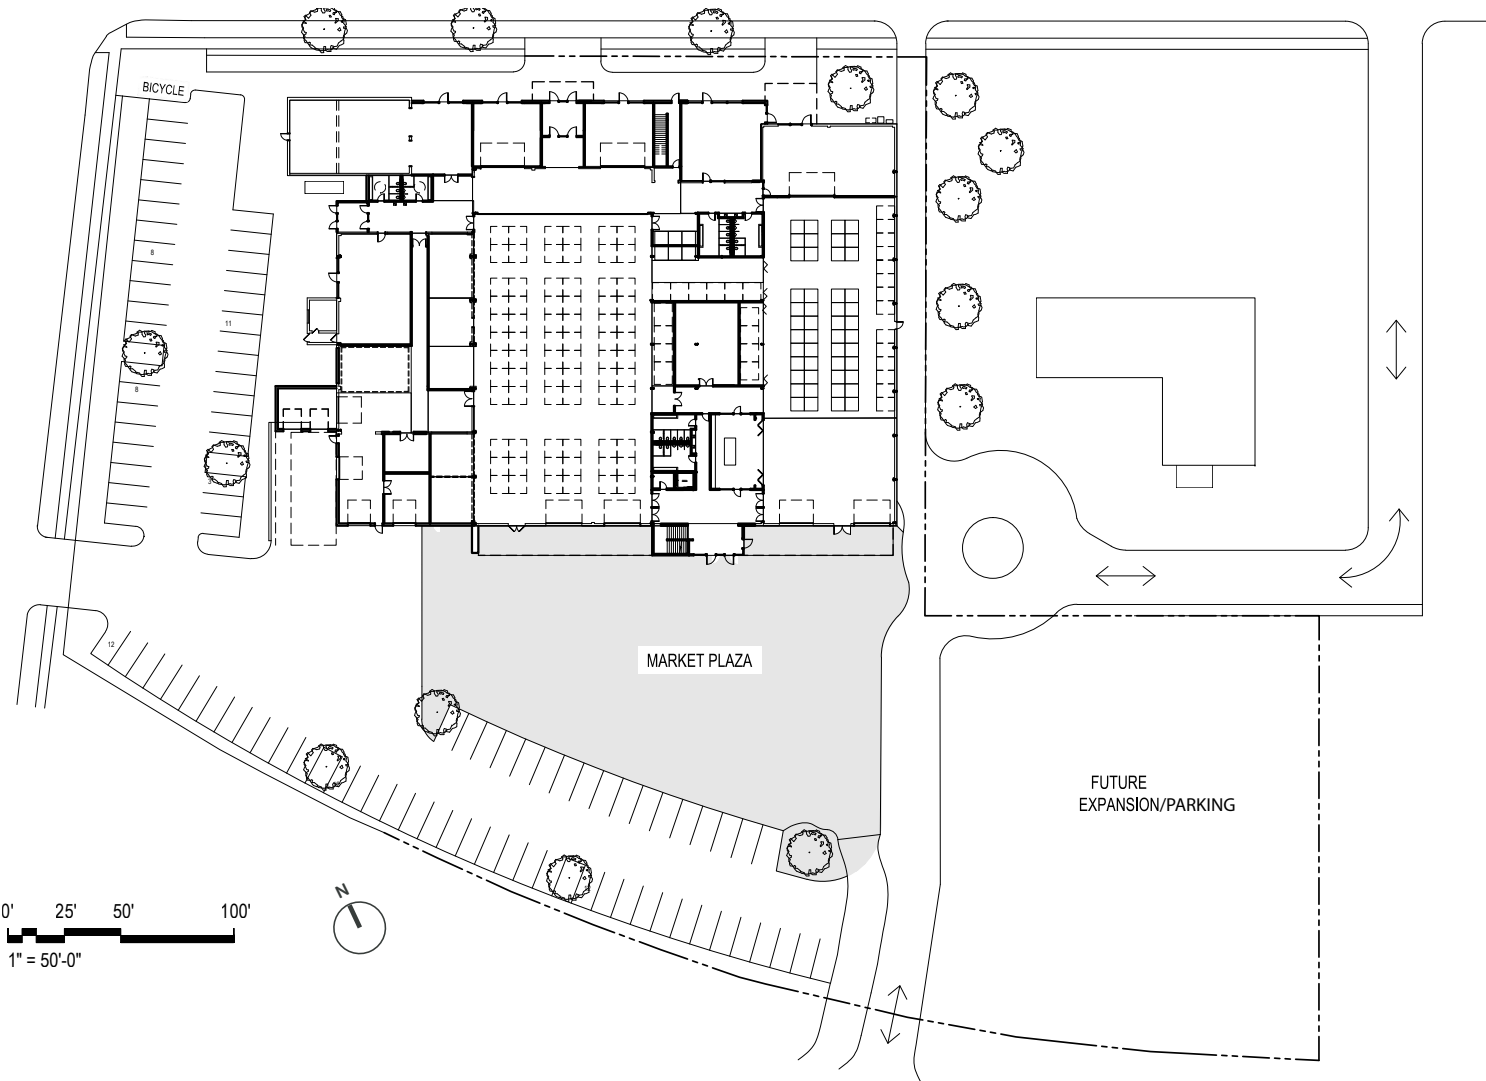 BICYCLE
8
11
8
12
MARKET PLAZA
FUTURE
EXPANSION/PARKING
N
0' 25' 50' 100'
1" = 50'-0"